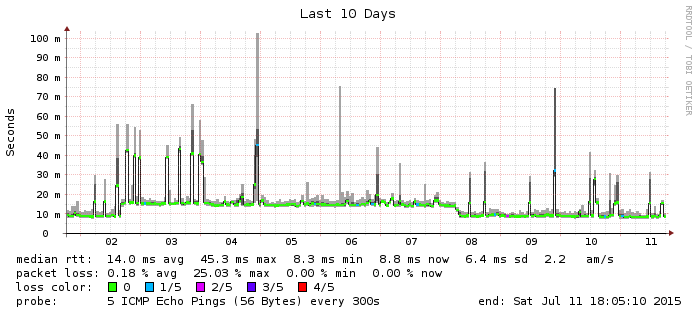 Last 10 Days
RRDTOOL / TOBI OETIKER
Seconds
100 m
90 m
80 m
70 m
60 m
50 m
40 m
30 m
20 m
10 m
0
02 03 04 05 06 07 08 09 10 11
median rtt: 14.0 ms avg 45.3 ms max 8.3 ms min 8.8 ms now 6.4 ms sd 2.2 am/s
packet loss: 0.18 % avg 25.03 % max 0.00 % min 0.00 % now
loss color: 0 1/5 2/5 3/5 4/5
probe: 5 ICMP Echo Pings (56 Bytes) every 300s end: Sat Jul 11 18:05:10 2015